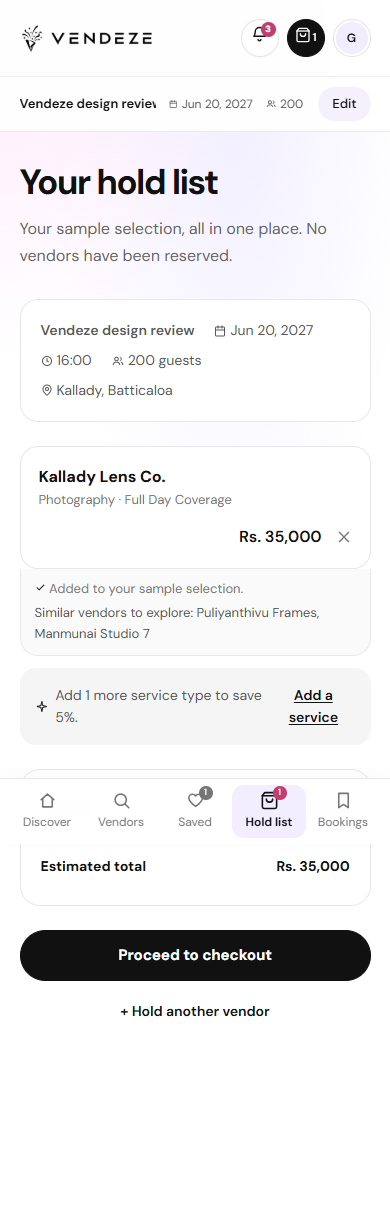 VENDEZE
3
1
G
Vendeze design review
Jun 20, 2027
200
Edit
Your hold list
Your sample selection, all in one place. No
vendors have been reserved.
Vendeze design review
Jun 20, 2027
16:00
200 guests
Kallady, Batticaloa
Kallady Lens Co.
Photography · Full Day Coverage
Rs. 35,000
Added to your sample selection.
Similar vendors to explore: Puliyanthivu Frames,
Manmunai Studio 7
Add 1 more service type to save
5%.
Add a
service
1
1
Discover
Vendors
Saved
Hold list
Bookings
Estimated total
Rs. 35,000
Proceed to checkout
+ Hold another vendor